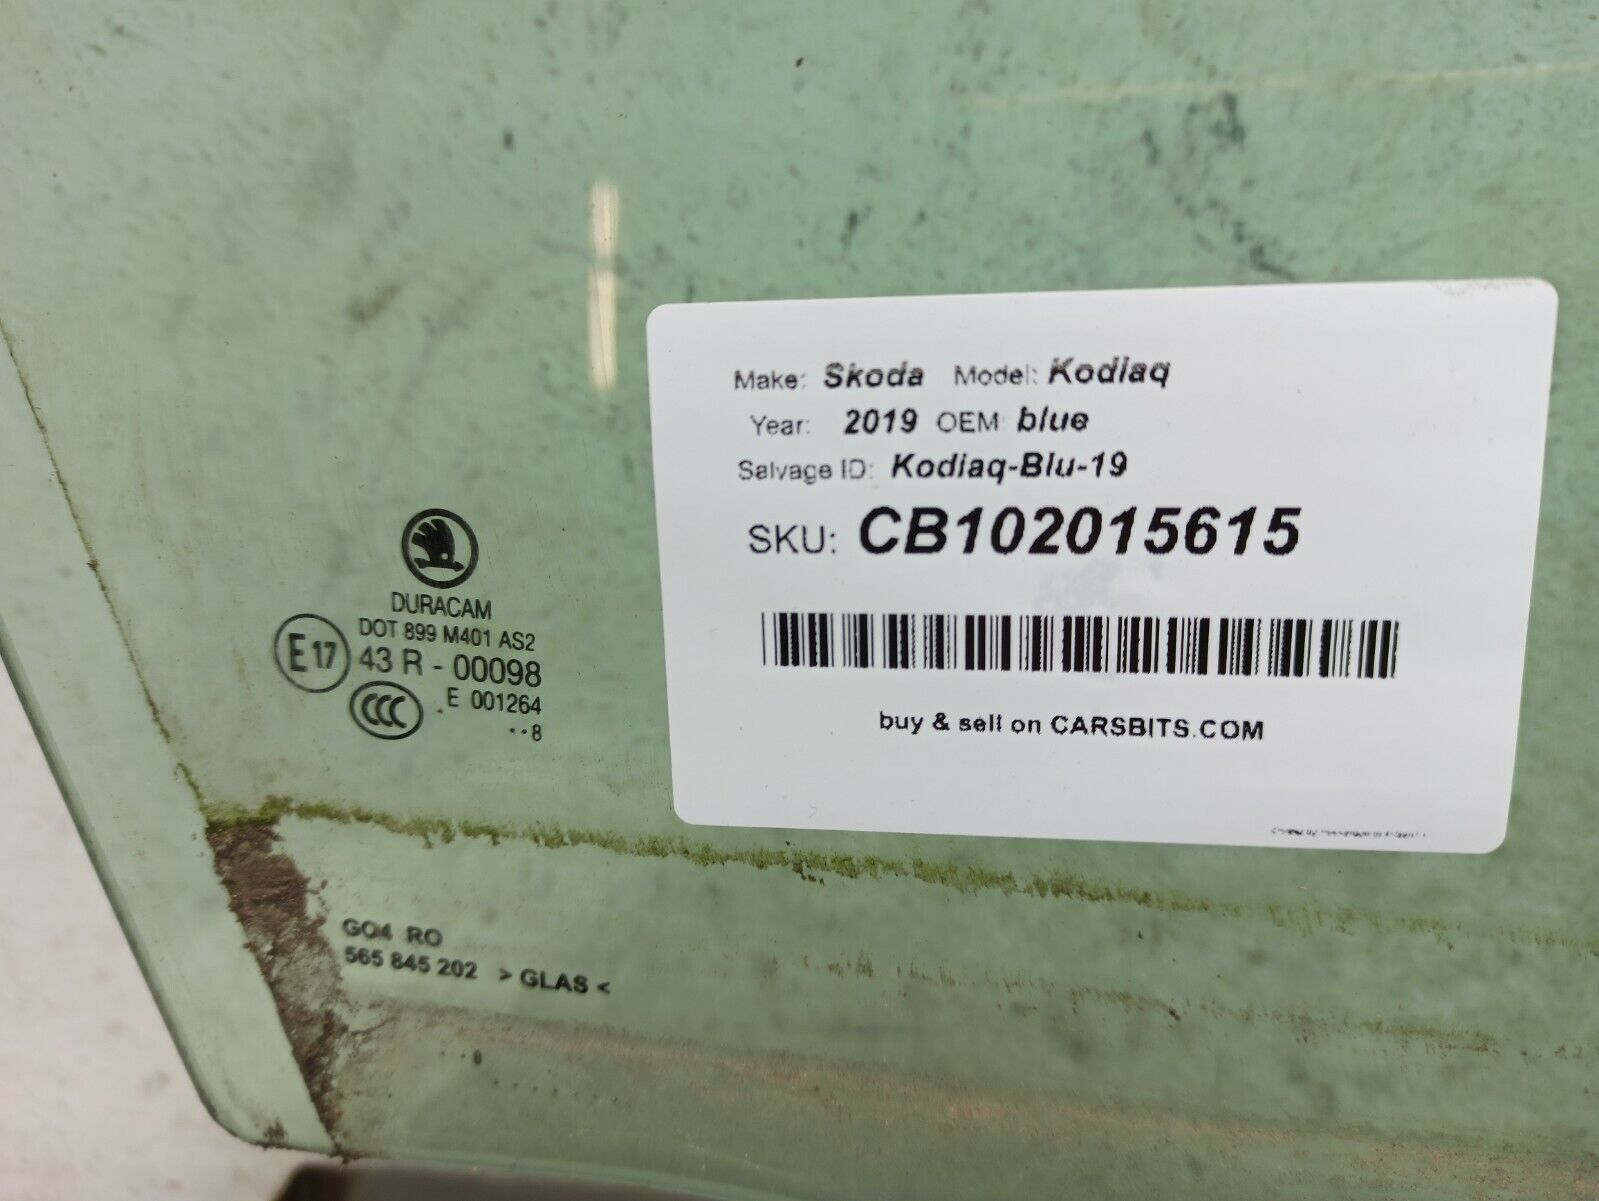 Make: Skoda Model: Kodiaq
Year: 2019 OEM: blue
Salvage ID: Kodiaq-Blu-19
SKU: CB102015615
buy & sell on CARSBITS.COM
DURACAM
DOT 899 M401 AS2
E17 43 R - 00098
CCC E 001264
··8
GO4 RO
565 845 202 > GLAS <